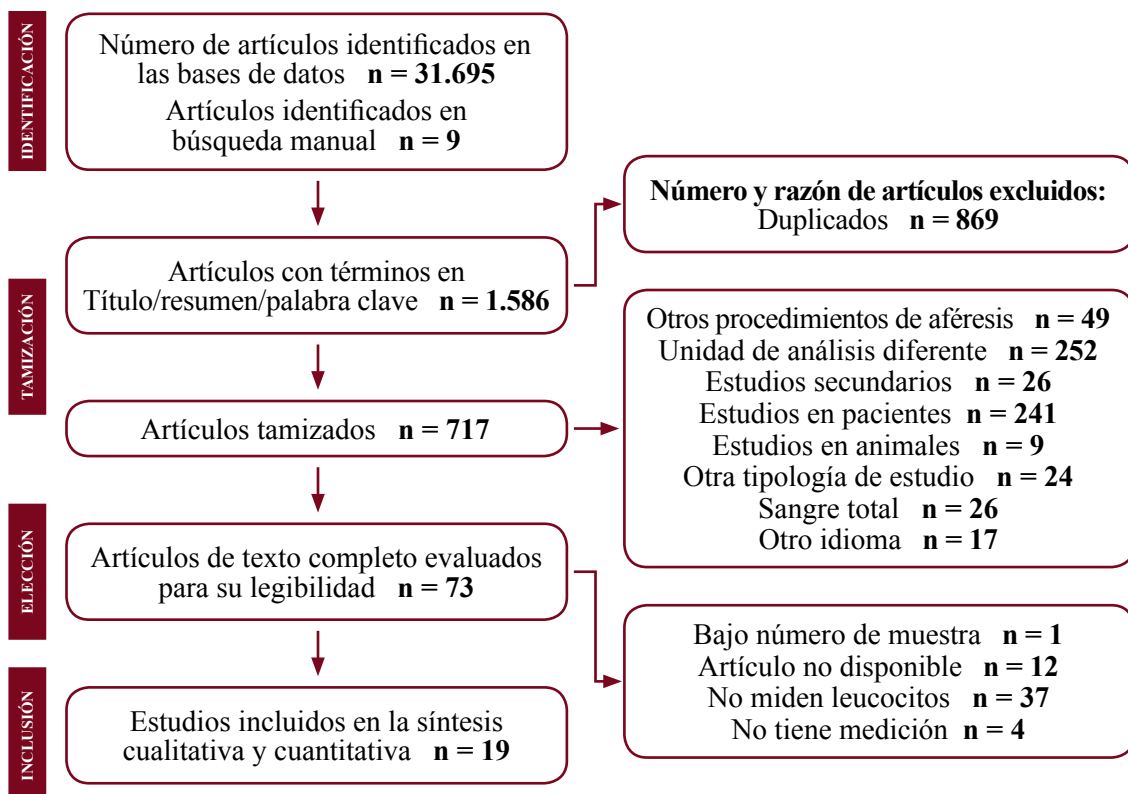 IDENTIFICACIÓN
Número de artículos identificados en
las bases de datos n = 31.695
Artículos identificados en
búsqueda manual n = 9
Número y razón de artículos excluidos:
Duplicados n = 869
TAMIZACIÓN
Artículos con términos en
Título/resumen/palabra clave n = 1.586
Artículos tamizados n = 717
Otros procedimientos de aféresis n = 49
Unidad de análisis diferente n = 252
Estudios secundarios n = 26
Estudios en pacientes n = 241
Estudios en animales n = 9
Otra tipología de estudio n = 24
Sangre total n = 26
Otro idioma n = 17
ELECCIÓN
Artículos de texto completo evaluados
para su legibilidad n = 73
Bajo número de muestra n = 1
Artículo no disponible n = 12
No miden leucocitos n = 37
No tiene medición n = 4
INCLUSIÓN
Estudios incluidos en la síntesis
cualitativa y cuantitativa n = 19